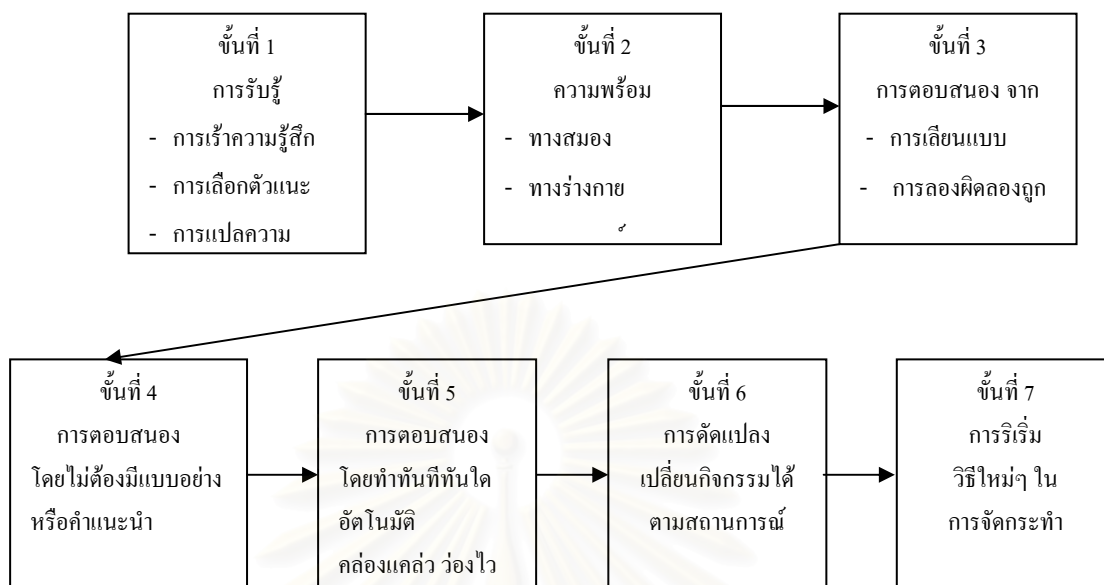 ขั้นที่ 1
การรับรู้
- การเร้าความรู้สึก
- การเลือกตัวแนะ
- การแปลความ
ขั้นที่ 2
ความพร้อม
- ทางสมอง
- ทางร่างกาย
ขั้นที่ 3
การตอบสนอง จาก
- การเลียนแบบ
- การลองผิดลองถูก
ขั้นที่ 4
การตอบสนอง
โดยไม่ต้องมีแบบอย่าง
หรือคำแนะนำ
ขั้นที่ 5
การตอบสนอง
โดยทำทันทีทันใด
อัตโนมัติ
คล่องแคล่ว ว่องไว
ขั้นที่ 6
การดัดแปลง
เปลี่ยนกิจกรรมได้
ตามสถานการณ์
ขั้นที่ 7
การริเริ่ม
วิธีใหม่ๆ ใน
การจัดกระทำ